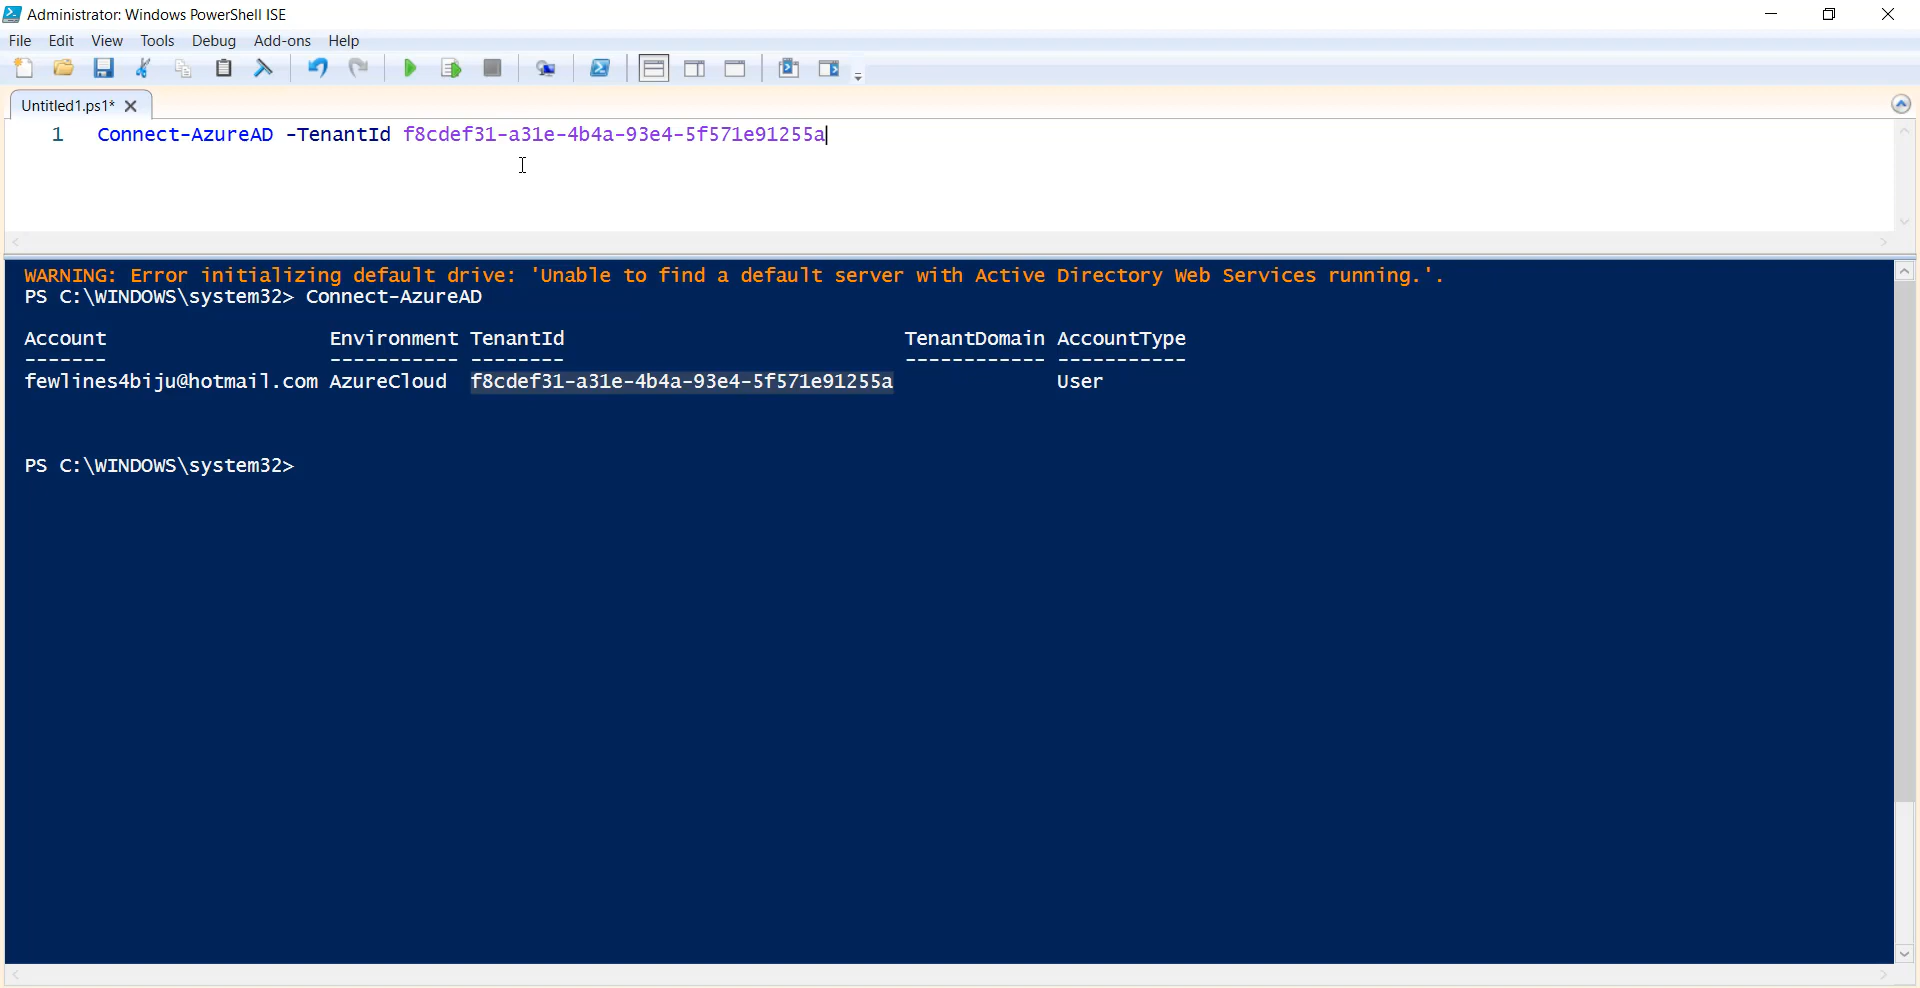 Administrator: Windows PowerShell ISE
File Edit View Tools Debug Add-ons Help
Untitled1.ps1*
1 Connect-AzureAD -TenantId f8cdef31-a31e-4b4a-93e4-5f571e91255a
WARNING: Error initializing default drive: 'Unable to find a default server with Active Directory Web Services running.'.
PS C:\WINDOWS\system32> Connect-AzureAD
Account Environment TenantId TenantDomain AccountType
------- ----------- -------- ------------ -----------
fewlines4biju@hotmail.com AzureCloud f8cdef31-a31e-4b4a-93e4-5f571e91255a User
PS C:\WINDOWS\system32>